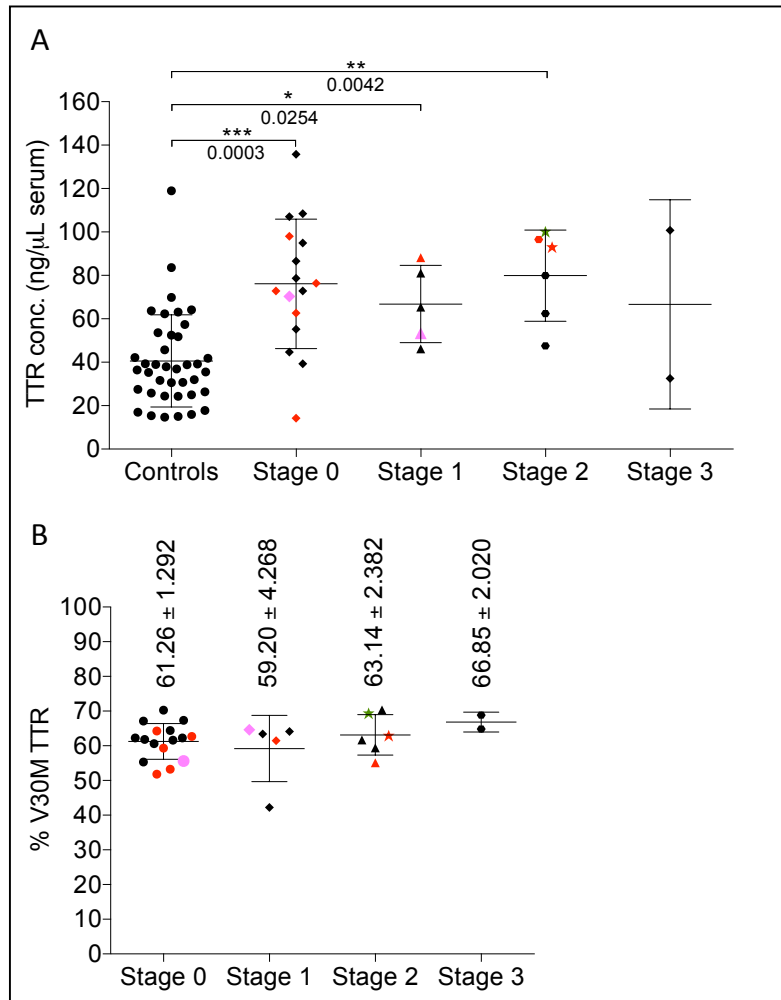 A
**
0.0042
*
0.0254
***
0.0003
TTR conc. (ng/µL serum)
160
140
120
100
80
60
40
20
0
Controls Stage 0 Stage 1 Stage 2 Stage 3
B
61.26 ± 1.292
59.20 ± 4.268
63.14 ± 2.382
66.85 ± 2.020
% V30M TTR
100
90
80
70
60
50
40
30
20
10
0
Stage 0 Stage 1 Stage 2 Stage 3